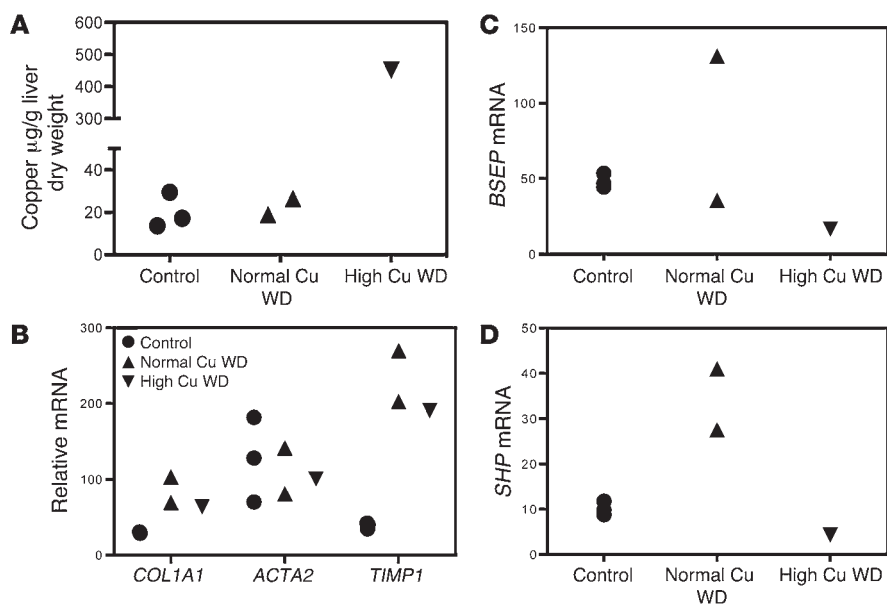 A
Copper µg/g liver
dry weight
600
500
400
300
40
20
0
Control
Normal Cu
WD
High Cu WD
B
Relative mRNA
300
200
100
0
Control
Normal Cu WD
High Cu WD
COL1A1
ACTA2
TIMP1
C
BSEP mRNA
150
100
50
0
Control
Normal Cu
WD
High Cu WD
D
SHP mRNA
50
40
30
20
10
0
Control
Normal Cu
WD
High Cu WD